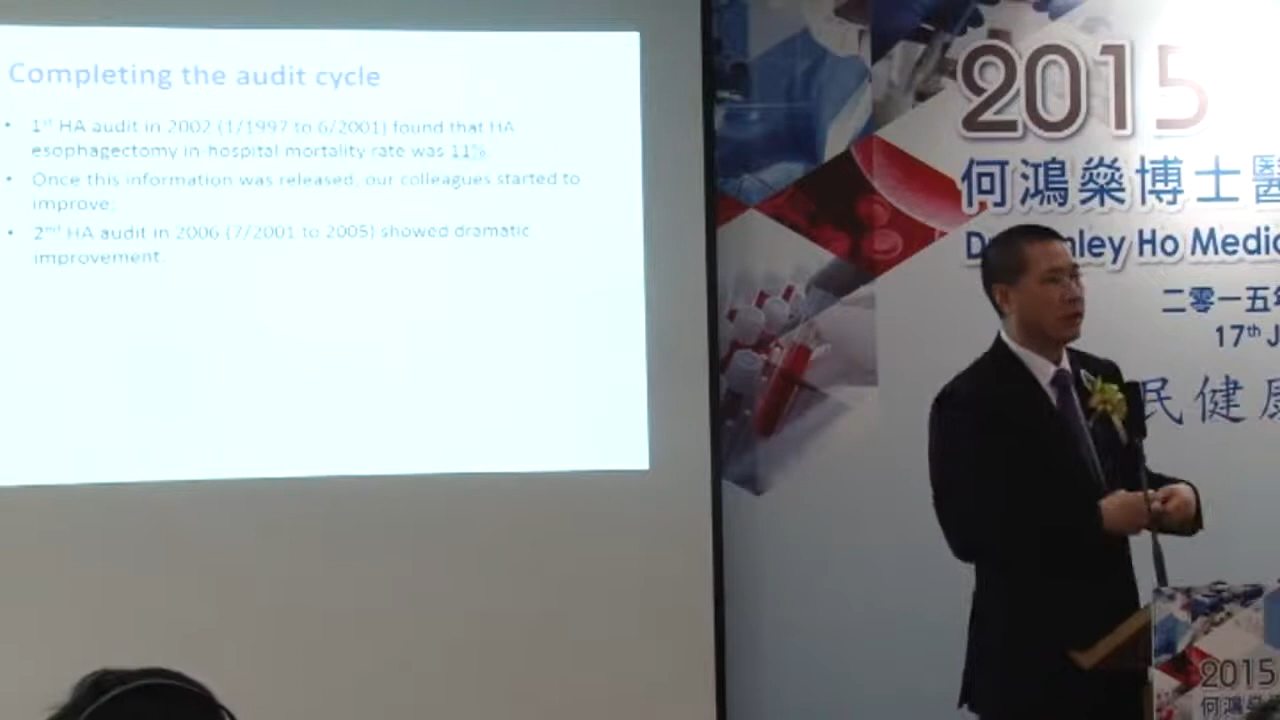 Completing the audit cycle
• 1st HA audit in 2002 (1/1997 to 6/2001) found that HA
esophagectomy in-hospital mortality rate was 11%.
• Once this information was released, our colleagues started to
improve;
• 2nd HA audit in 2006 (7/2001 to 2005) showed dramatic
improvement.
2015
何鴻燊博士醫
Ho Medic
二零一五年
17th J
民健康
2015
何鴻燊